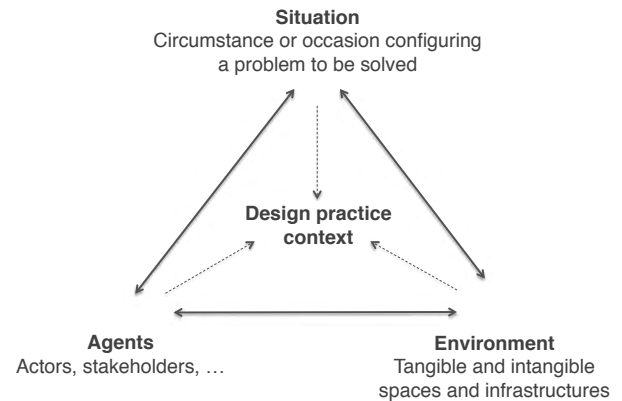 Situation
Circumstance or occasion configuring
a problem to be solved
Design practice
context
Agents
Actors, stakeholders, …
Environment
Tangible and intangible
spaces and infrastructures